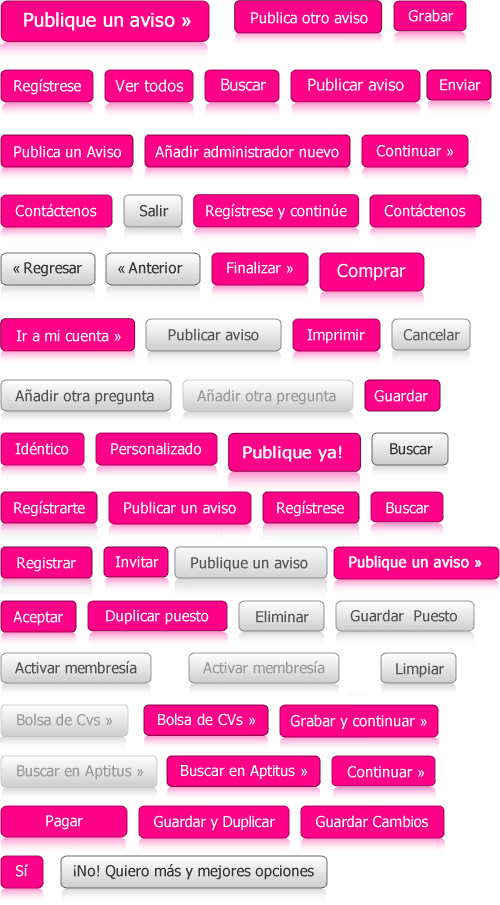 Publique un aviso » Publica otro aviso Grabar
Regístrese Ver todos Buscar Publicar aviso Enviar
Publica un Aviso Añadir administrador nuevo Continuar »
Contáctenos Salir Regístrese y continúe Contáctenos
« Regresar « Anterior Finalizar » Comprar
Ir a mi cuenta » Publicar aviso Imprimir Cancelar
Añadir otra pregunta Añadir otra pregunta Guardar
Idéntico Personalizado Publique ya! Buscar
Regístrarte Publicar un aviso Regístrese Buscar
Registrar Invitar Publique un aviso Publique un aviso »
Aceptar Duplicar puesto Eliminar Guardar Puesto
Activar membresía Activar membresía Limpiar
Bolsa de Cvs » Bolsa de CVs » Grabar y continuar »
Buscar en Aptitus » Buscar en Aptitus » Continuar »
Pagar Guardar y Duplicar Guardar Cambios
Sí ¡No! Quiero más y mejores opciones